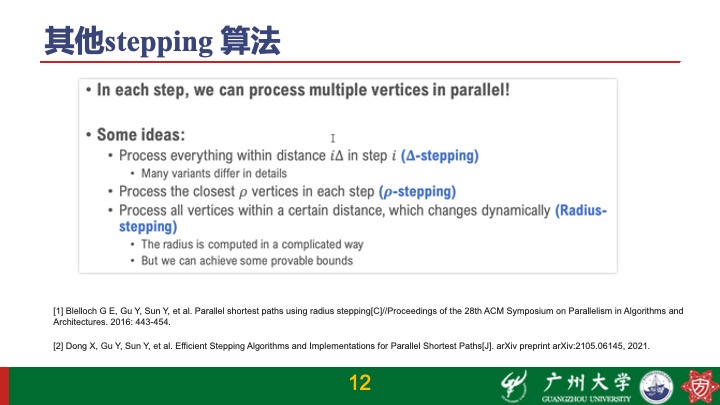 其他stepping 算法
• In each step, we can process multiple vertices in parallel!
• Some ideas:
• Process everything within distance iΔ in step i (Δ-stepping)
• Many variants differ in details
• Process the closest ρ vertices in each step (ρ-stepping)
• Process all vertices within a certain distance, which changes dynamically (Radius-
stepping)
• The radius is computed in a complicated way
• But we can achieve some provable bounds
[1] Blelloch G E, Gu Y, Sun Y, et al. Parallel shortest paths using radius stepping[C]//Proceedings of the 28th ACM Symposium on Parallelism in Algorithms and
Architectures. 2016: 443-454.
[2] Dong X, Gu Y, Sun Y, et al. Efficient Stepping Algorithms and Implementations for Parallel Shortest Paths[J]. arXiv preprint arXiv:2105.06145, 2021.
12
广州大学
GUANGZHOU UNIVERSITY